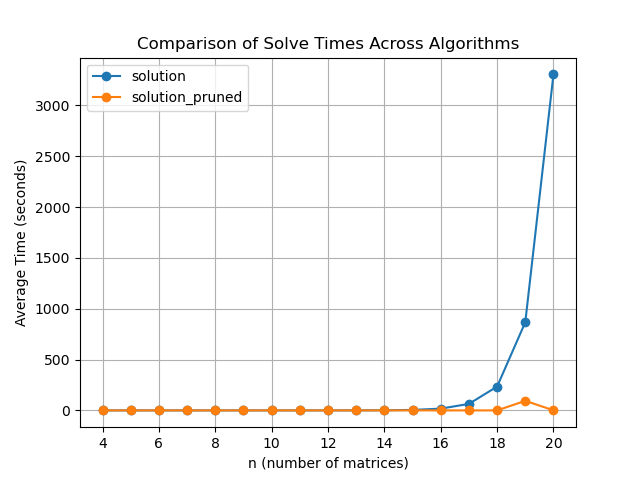 Comparison of Solve Times Across Algorithms
solution
solution_pruned
3000
2500
2000
1500
1000
500
0
Average Time (seconds)
4 6 8 10 12 14 16 18 20
n (number of matrices)